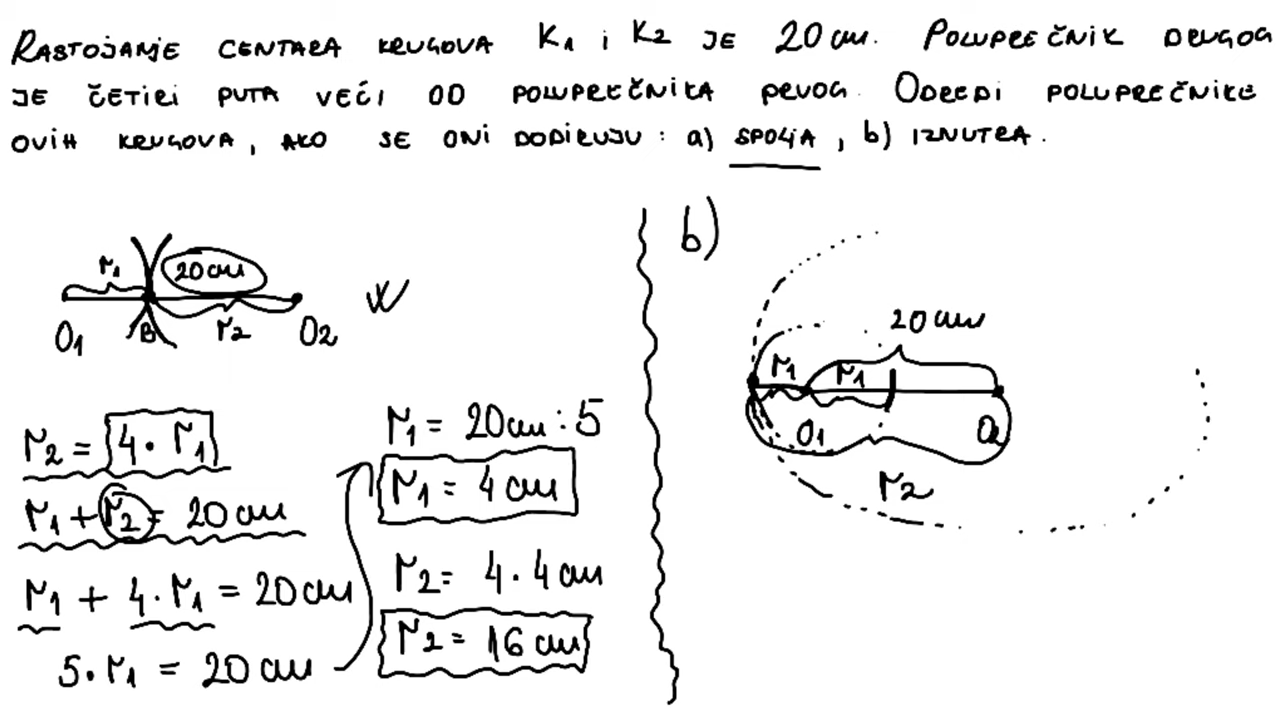 RASTOJANJE CENTARA KRUGOVA K1 i K2 JE 20 cm. POLUPREČNIK DRUGOG
JE ČETIRI PUTA VEĆI OD POLUPREČNIKA PRVOG. ODREDI POLUPREČNIKE
OVIH KRUGOVA, AKO SE ONI DODIRUJU: a) SPOLJA, b) IZNUTRA.
r1 20 cm
O1 B r2 O2
r2 = 4 · r1
r1 + r2 = 20 cm
r1 + 4 · r1 = 20 cm
5 · r1 = 20 cm
r1 = 20 cm : 5
r1 = 4 cm
r2 = 4 · 4 cm
r2 = 16 cm
b)
20 cm
r1 r1
O1 O2
r2